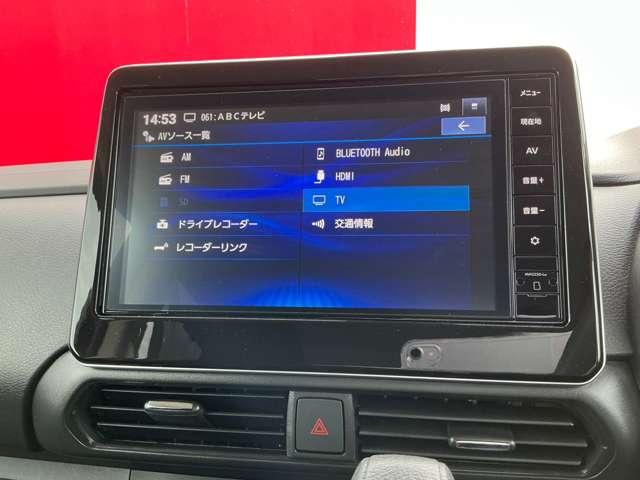 14:53 061:ABCテレビ
AVソース一覧
AM
FM
SD
ドライブレコーダー
レコーダーリンク
BLUETOOTH Audio
HDMI
TV
交通情報
メニュー
現在地
AV
音量+
音量-